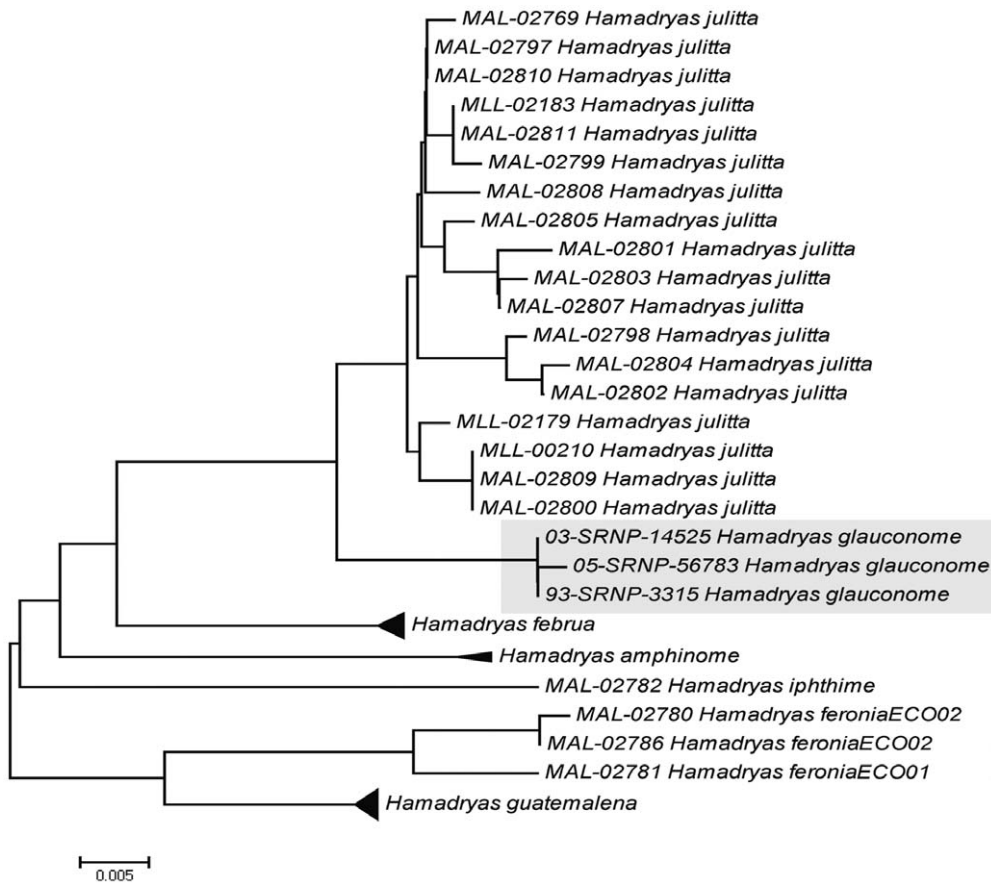 MAL-02769 Hamadryas julitta
MAL-02797 Hamadryas julitta
MAL-02810 Hamadryas julitta
MLL-02183 Hamadryas julitta
MAL-02811 Hamadryas julitta
MAL-02799 Hamadryas julitta
MAL-02808 Hamadryas julitta
MAL-02805 Hamadryas julitta
MAL-02801 Hamadryas julitta
MAL-02803 Hamadryas julitta
MAL-02807 Hamadryas julitta
MAL-02798 Hamadryas julitta
MAL-02804 Hamadryas julitta
MAL-02802 Hamadryas julitta
MLL-02179 Hamadryas julitta
MLL-00210 Hamadryas julitta
MAL-02809 Hamadryas julitta
MAL-02800 Hamadryas julitta
03-SRNP-14525 Hamadryas glauconome
05-SRNP-56783 Hamadryas glauconome
93-SRNP-3315 Hamadryas glauconome
Hamadryas februa
Hamadryas amphinome
MAL-02782 Hamadryas iphthime
MAL-02780 Hamadryas feroniaECO02
MAL-02786 Hamadryas feroniaECO02
MAL-02781 Hamadryas feroniaECO01
Hamadryas guatemalena
0.005